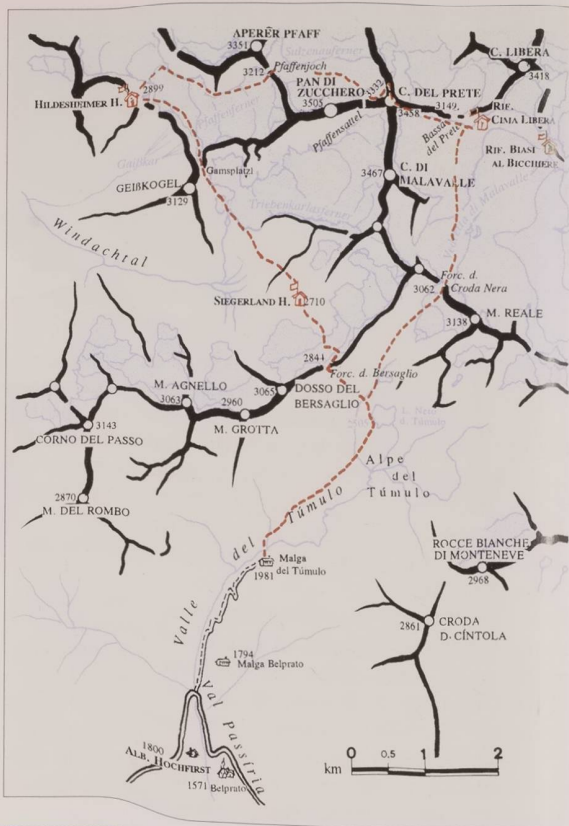 APERER PFAFF
3351
Salzenauferner
C. LIBERA
3418
3212
Pfaffenjoch
PAN DI
ZUCCHERO
3505
3332
C. DEL PRETE
3458
3149,
RIF.
CIMA LIBERA
Bassa
del Prete
Pfaffensattel
RIF. BIASI
AL BICCHIERE
2899
HILDESHEIMER H.
Gamsplatzl
GEIßKOGEL
3129
3467
C. DI
MALAVALLE
Triebenkarlasferner
Windachtal
SIEGERLAND H.
2710
3062
Forc. d.
Croda Nera
3138
M. REALE
2844
Forc. d. Bersaglio
3065
DOSSO DEL
BERSAGLIO
M. AGNELLO
3063
2960
M. GROTTA
3143
CORNO DEL PASSO
2870
M. DEL ROMBO
Alpe
del
Túmulo
Valle
del
Túmulo
Malga
del Túmulo
1981
ROCCE BIANCHE
DI MONTENEVE
2968
2861
CRODA
D. CÍNTOLA
1794
Malga Belprato
Val Passíria
1800
ALB. HOCHFIRST
1571
Belprato
0 0,5 1 2
km